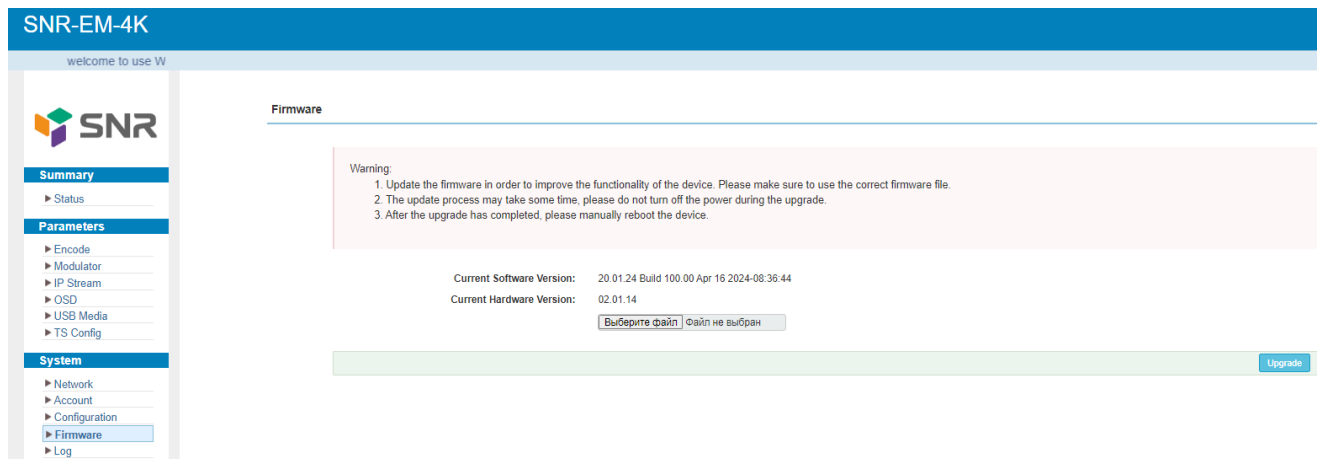 SNR-EM-4K
welcome to use W
SNR
Summary
Status
Parameters
Encode
Modulator
IP Stream
OSD
USB Media
TS Config
System
Network
Account
Configuration
Firmware
Log
Firmware
Warning:
1. Update the firmware in order to improve the functionality of the device. Please make sure to use the correct firmware file.
2. The update process may take some time, please do not turn off the power during the upgrade.
3. After the upgrade has completed, please manually reboot the device.
Current Software Version: 20.01.24 Build 100.00 Apr 16 2024-08:36:44
Current Hardware Version: 02.01.14
Выберите файл Файл не выбран
Upgrade